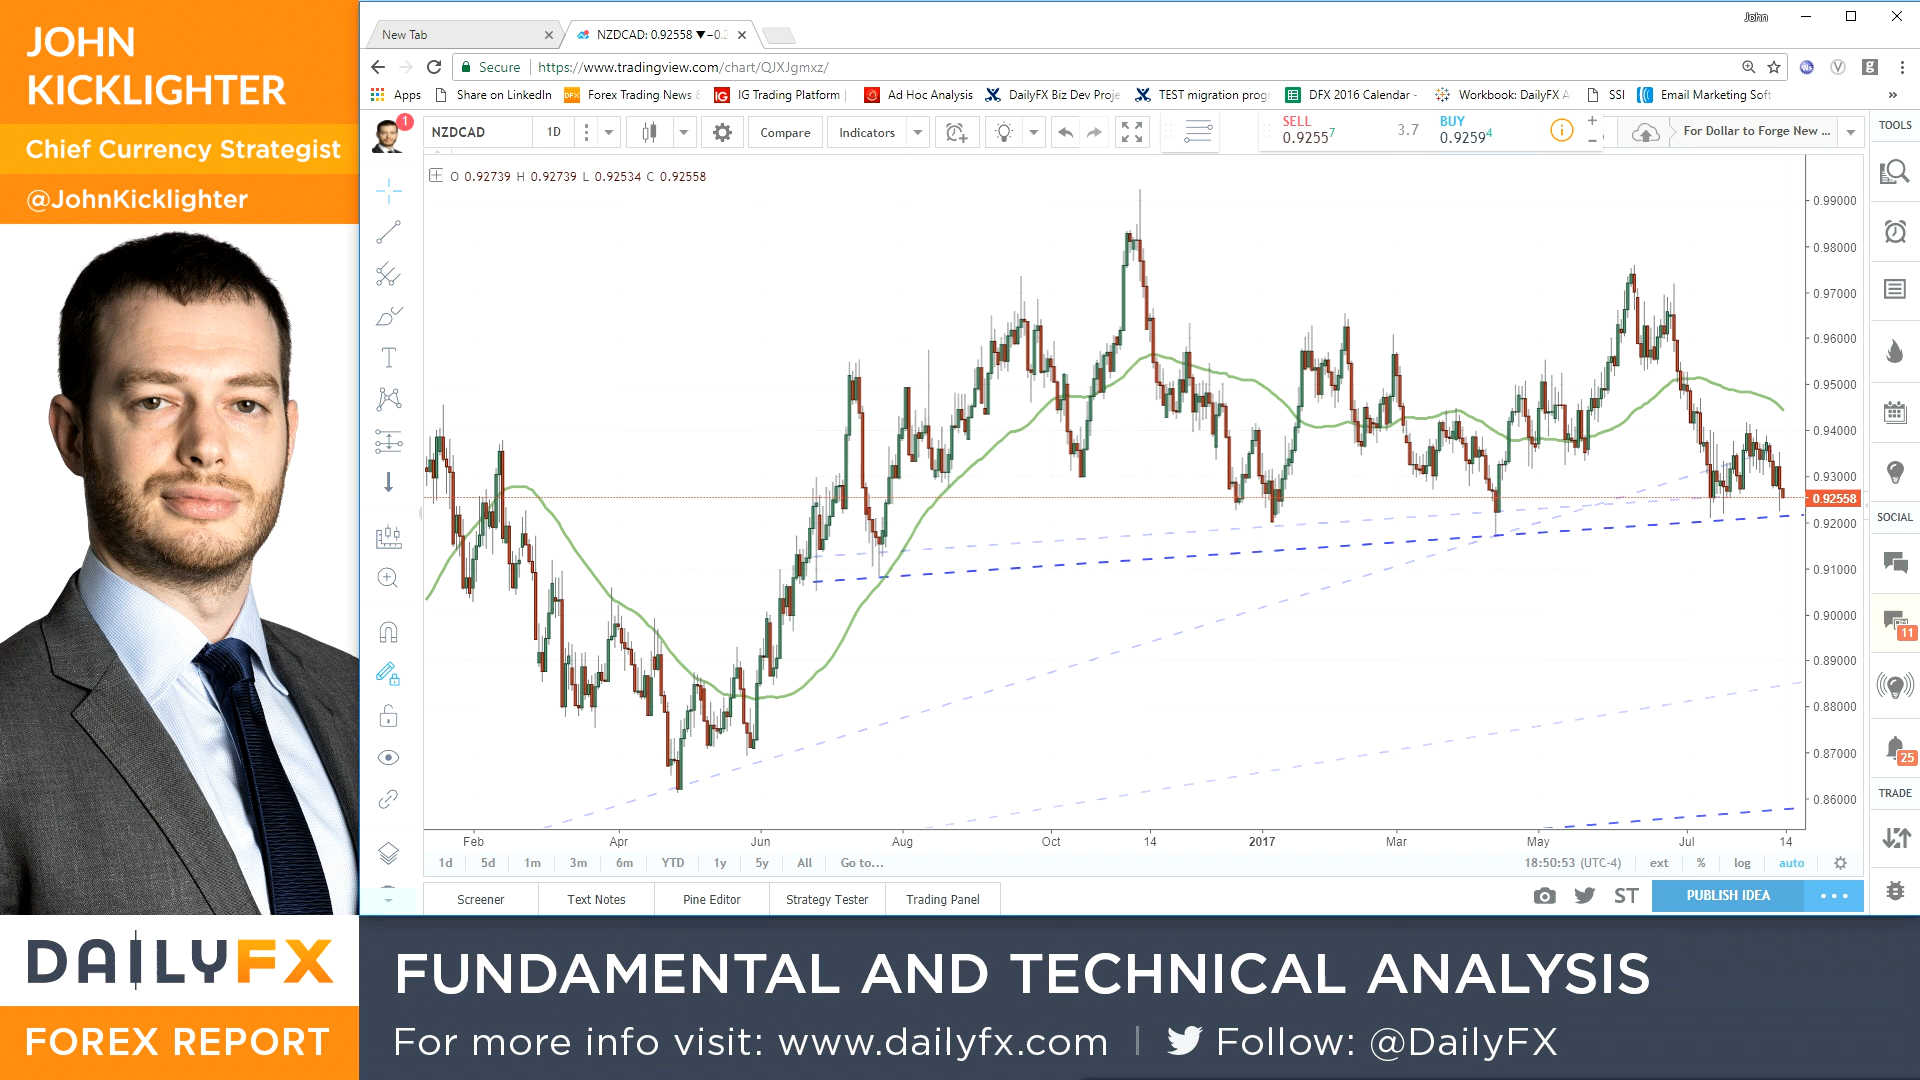 JOHN
KICKLIGHTER
Chief Currency Strategist
@JohnKicklighter
John
New Tab
NZDCAD: 0.92558 ▼−0.2
Secure
https://www.tradingview.com/chart/QJXJgmxz/
Apps
Share on LinkedIn
DFX Forex Trading News &
IG IG Trading Platform |
Ad Hoc Analysis
DailyFX Biz Dev Proje
TEST migration prog
DFX 2016 Calendar -
Workbook: DailyFX A
SSI
Email Marketing Soft
»
1
NZDCAD
1D
Compare
Indicators
SELL
0.92557
3.7
BUY
0.92594
For Dollar to Forge New ...
TOOLS
O 0.92739 H 0.92739 L 0.92534 C 0.92558
0.99000
0.98000
0.97000
0.96000
0.95000
0.94000
0.93000
0.92558
0.92000
0.91000
0.90000
0.89000
0.88000
0.87000
0.86000
SOCIAL
11
25
TRADE
Feb
Apr
Jun
Aug
Oct
14
2017
Mar
May
Jul
14
1d
5d
1m
3m
6m
YTD
1y
5y
All
Go to...
18:50:53 (UTC-4)
ext
%
log
auto
Screener
Text Notes
Pine Editor
Strategy Tester
Trading Panel
ST
PUBLISH IDEA
DAILYFX
FOREX REPORT
FUNDAMENTAL AND TECHNICAL ANALYSIS
For more info visit: www.dailyfx.com | Follow: @DailyFX